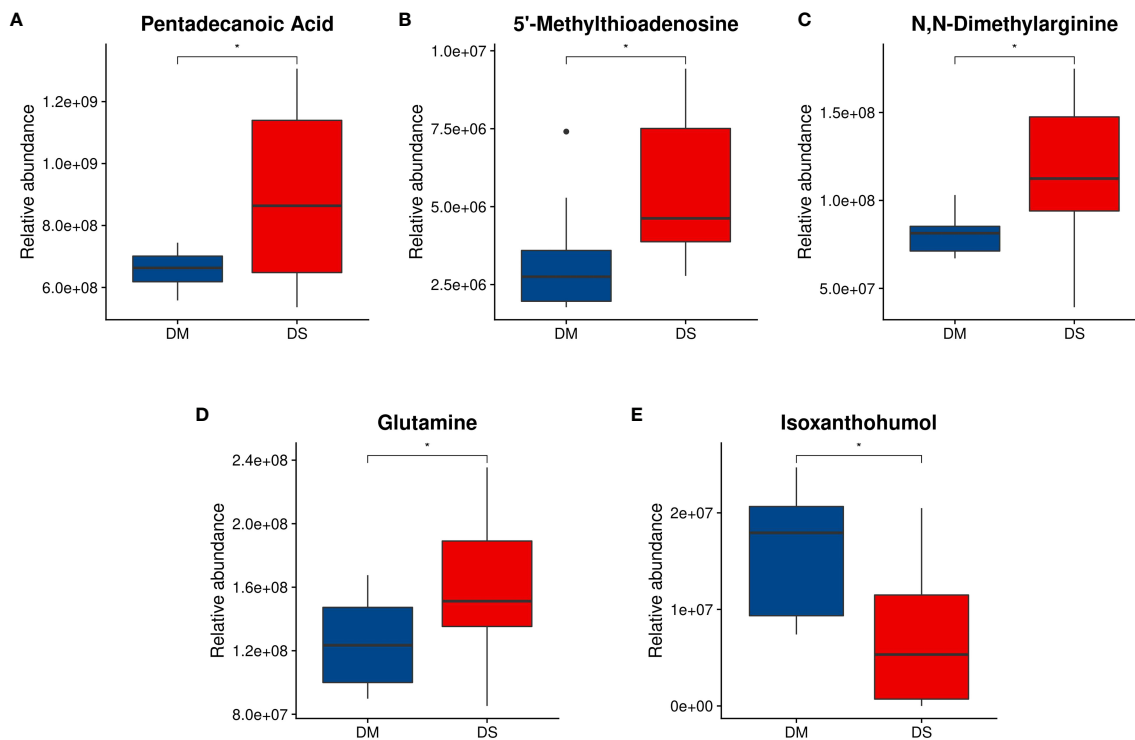 A
Pentadecanoic Acid
*
Relative abundance
1.2e+09
1.0e+09
8.0e+08
6.0e+08
DM
DS
B
5'-Methylthioadenosine
*
Relative abundance
1.0e+07
7.5e+06
5.0e+06
2.5e+06
DM
DS
C
N,N-Dimethylarginine
*
Relative abundance
1.5e+08
1.0e+08
5.0e+07
DM
DS
D
Glutamine
*
Relative abundance
2.4e+08
2.0e+08
1.6e+08
1.2e+08
8.0e+07
DM
DS
E
Isoxanthohumol
*
Relative abundance
2e+07
1e+07
0e+00
DM
DS